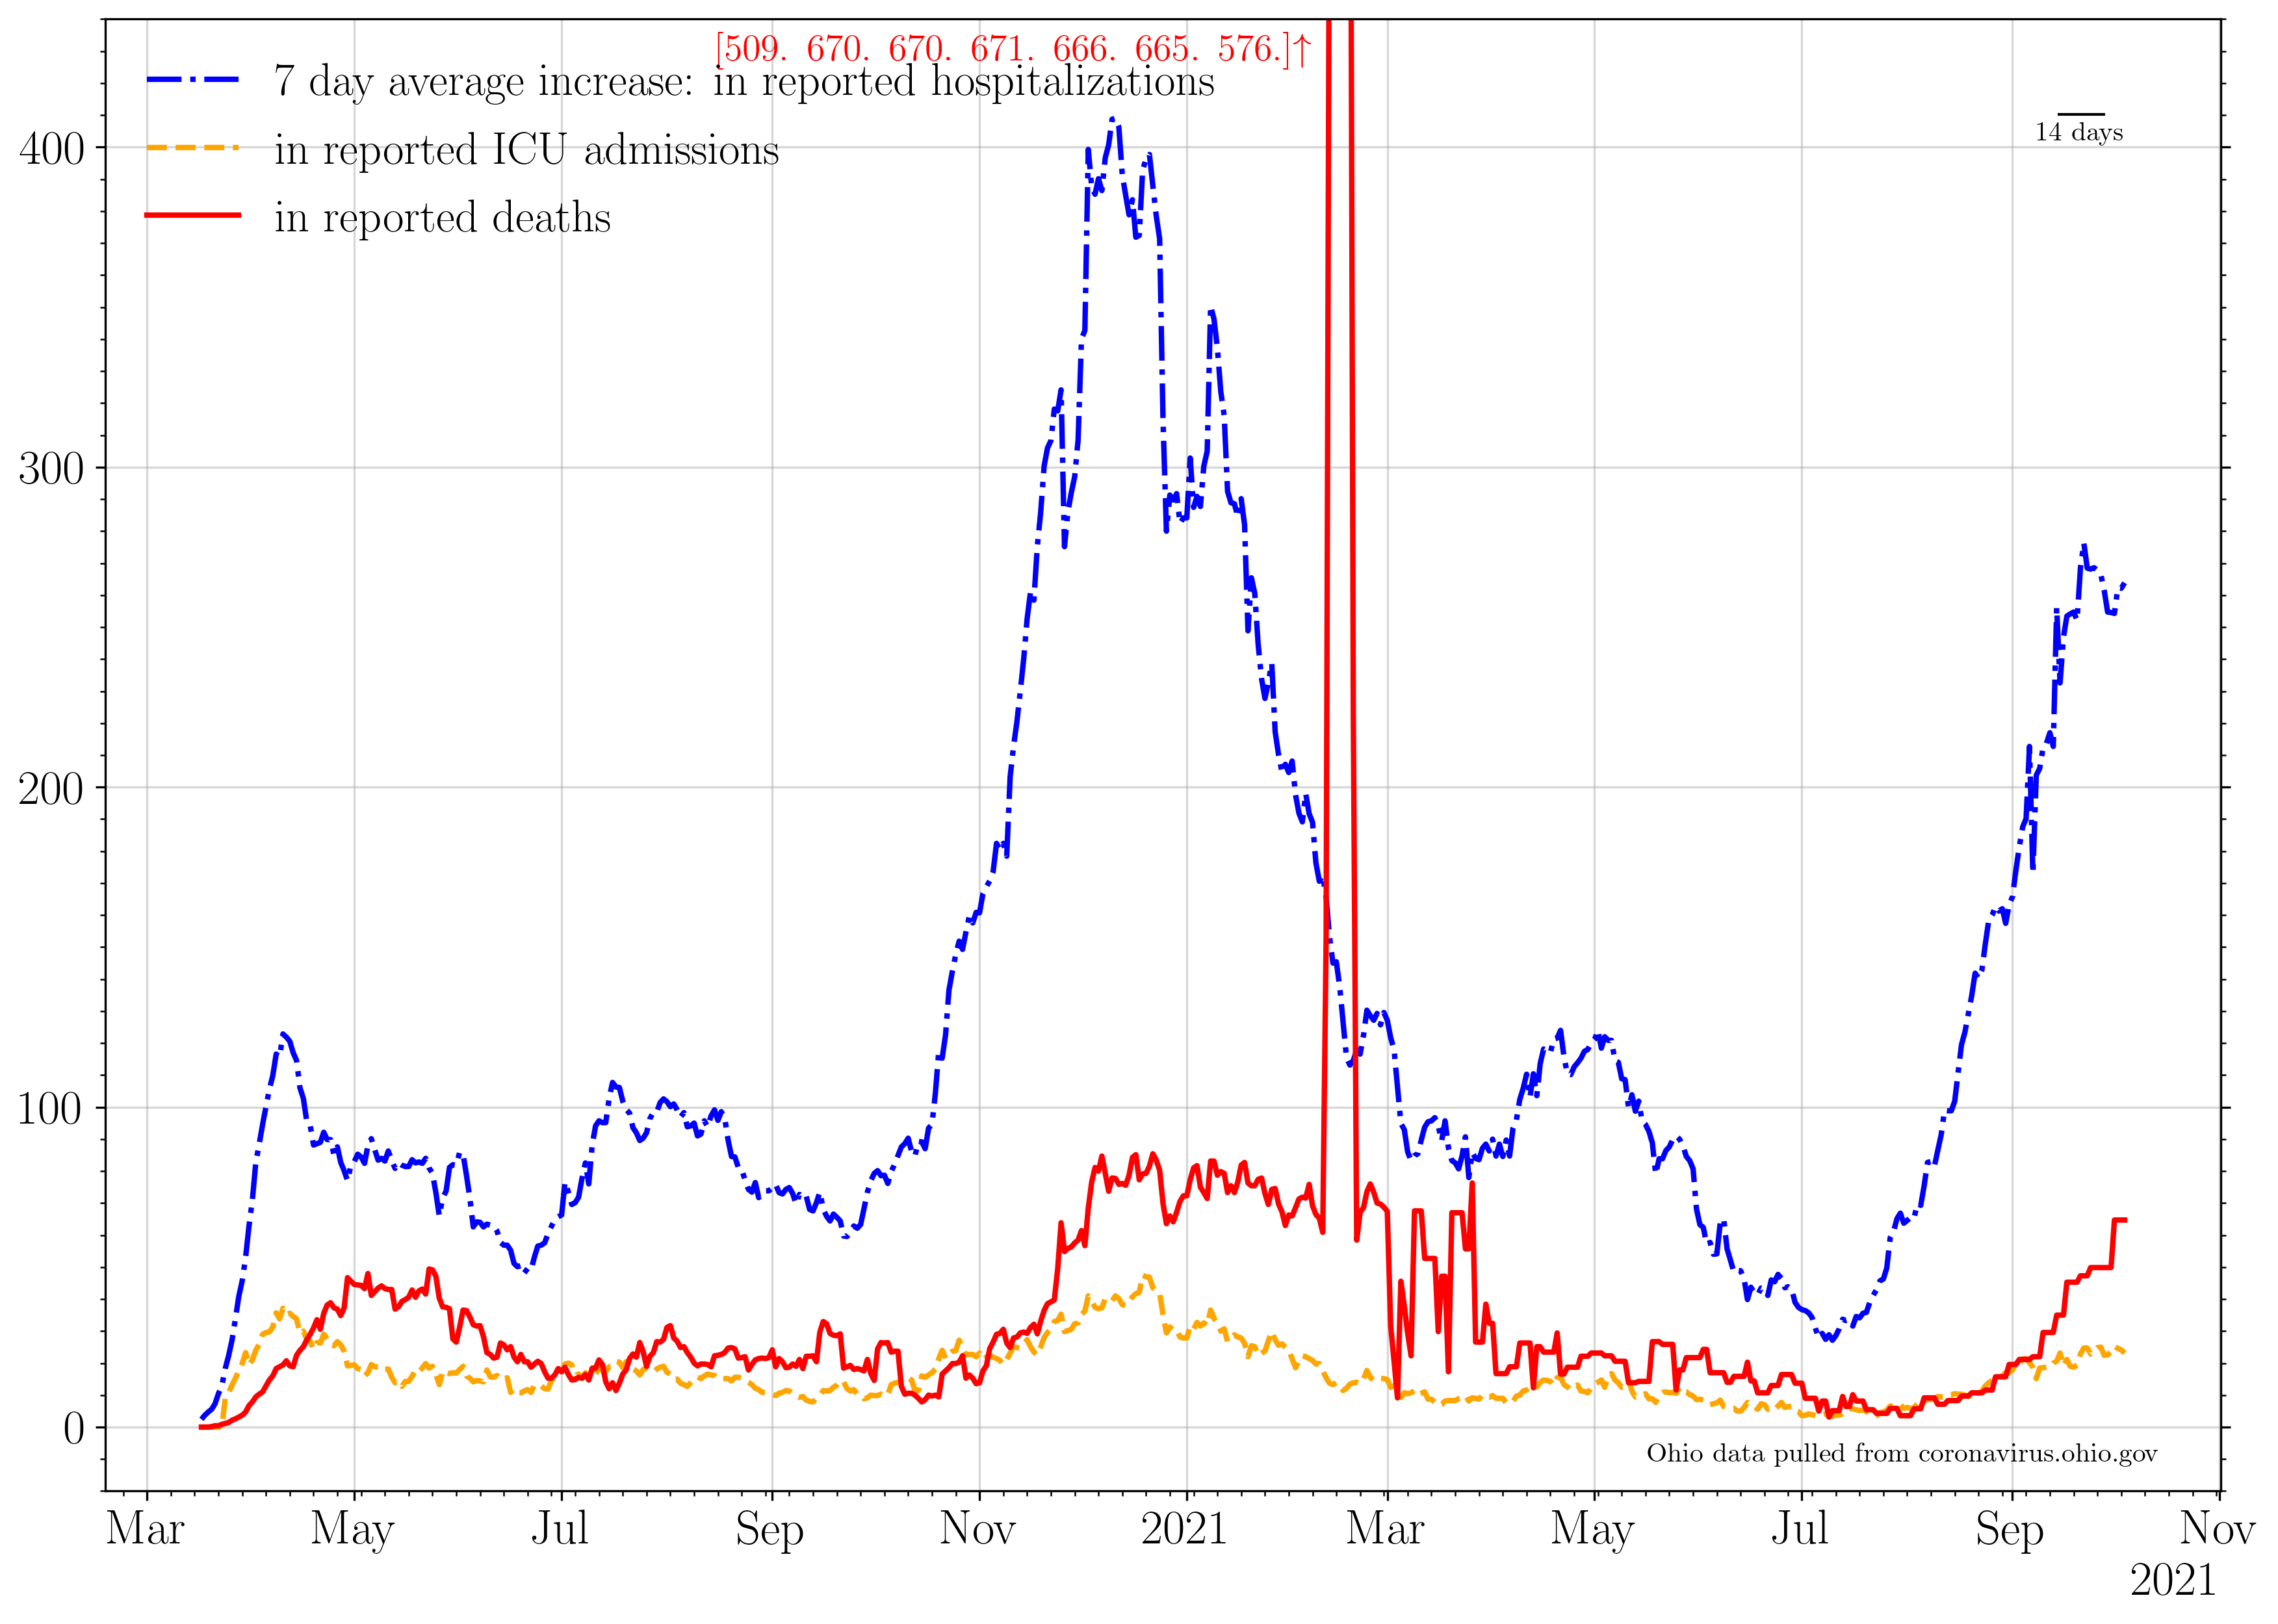 [509. 670. 670. 671. 666. 665. 576.]↑
7 day average increase: in reported hospitalizations
in reported ICU admissions
in reported deaths
14 days
400
300
200
100
0
Ohio data pulled from coronavirus.ohio.gov
Mar May Jul Sep Nov 2021 Mar May Jul Sep Nov
2021